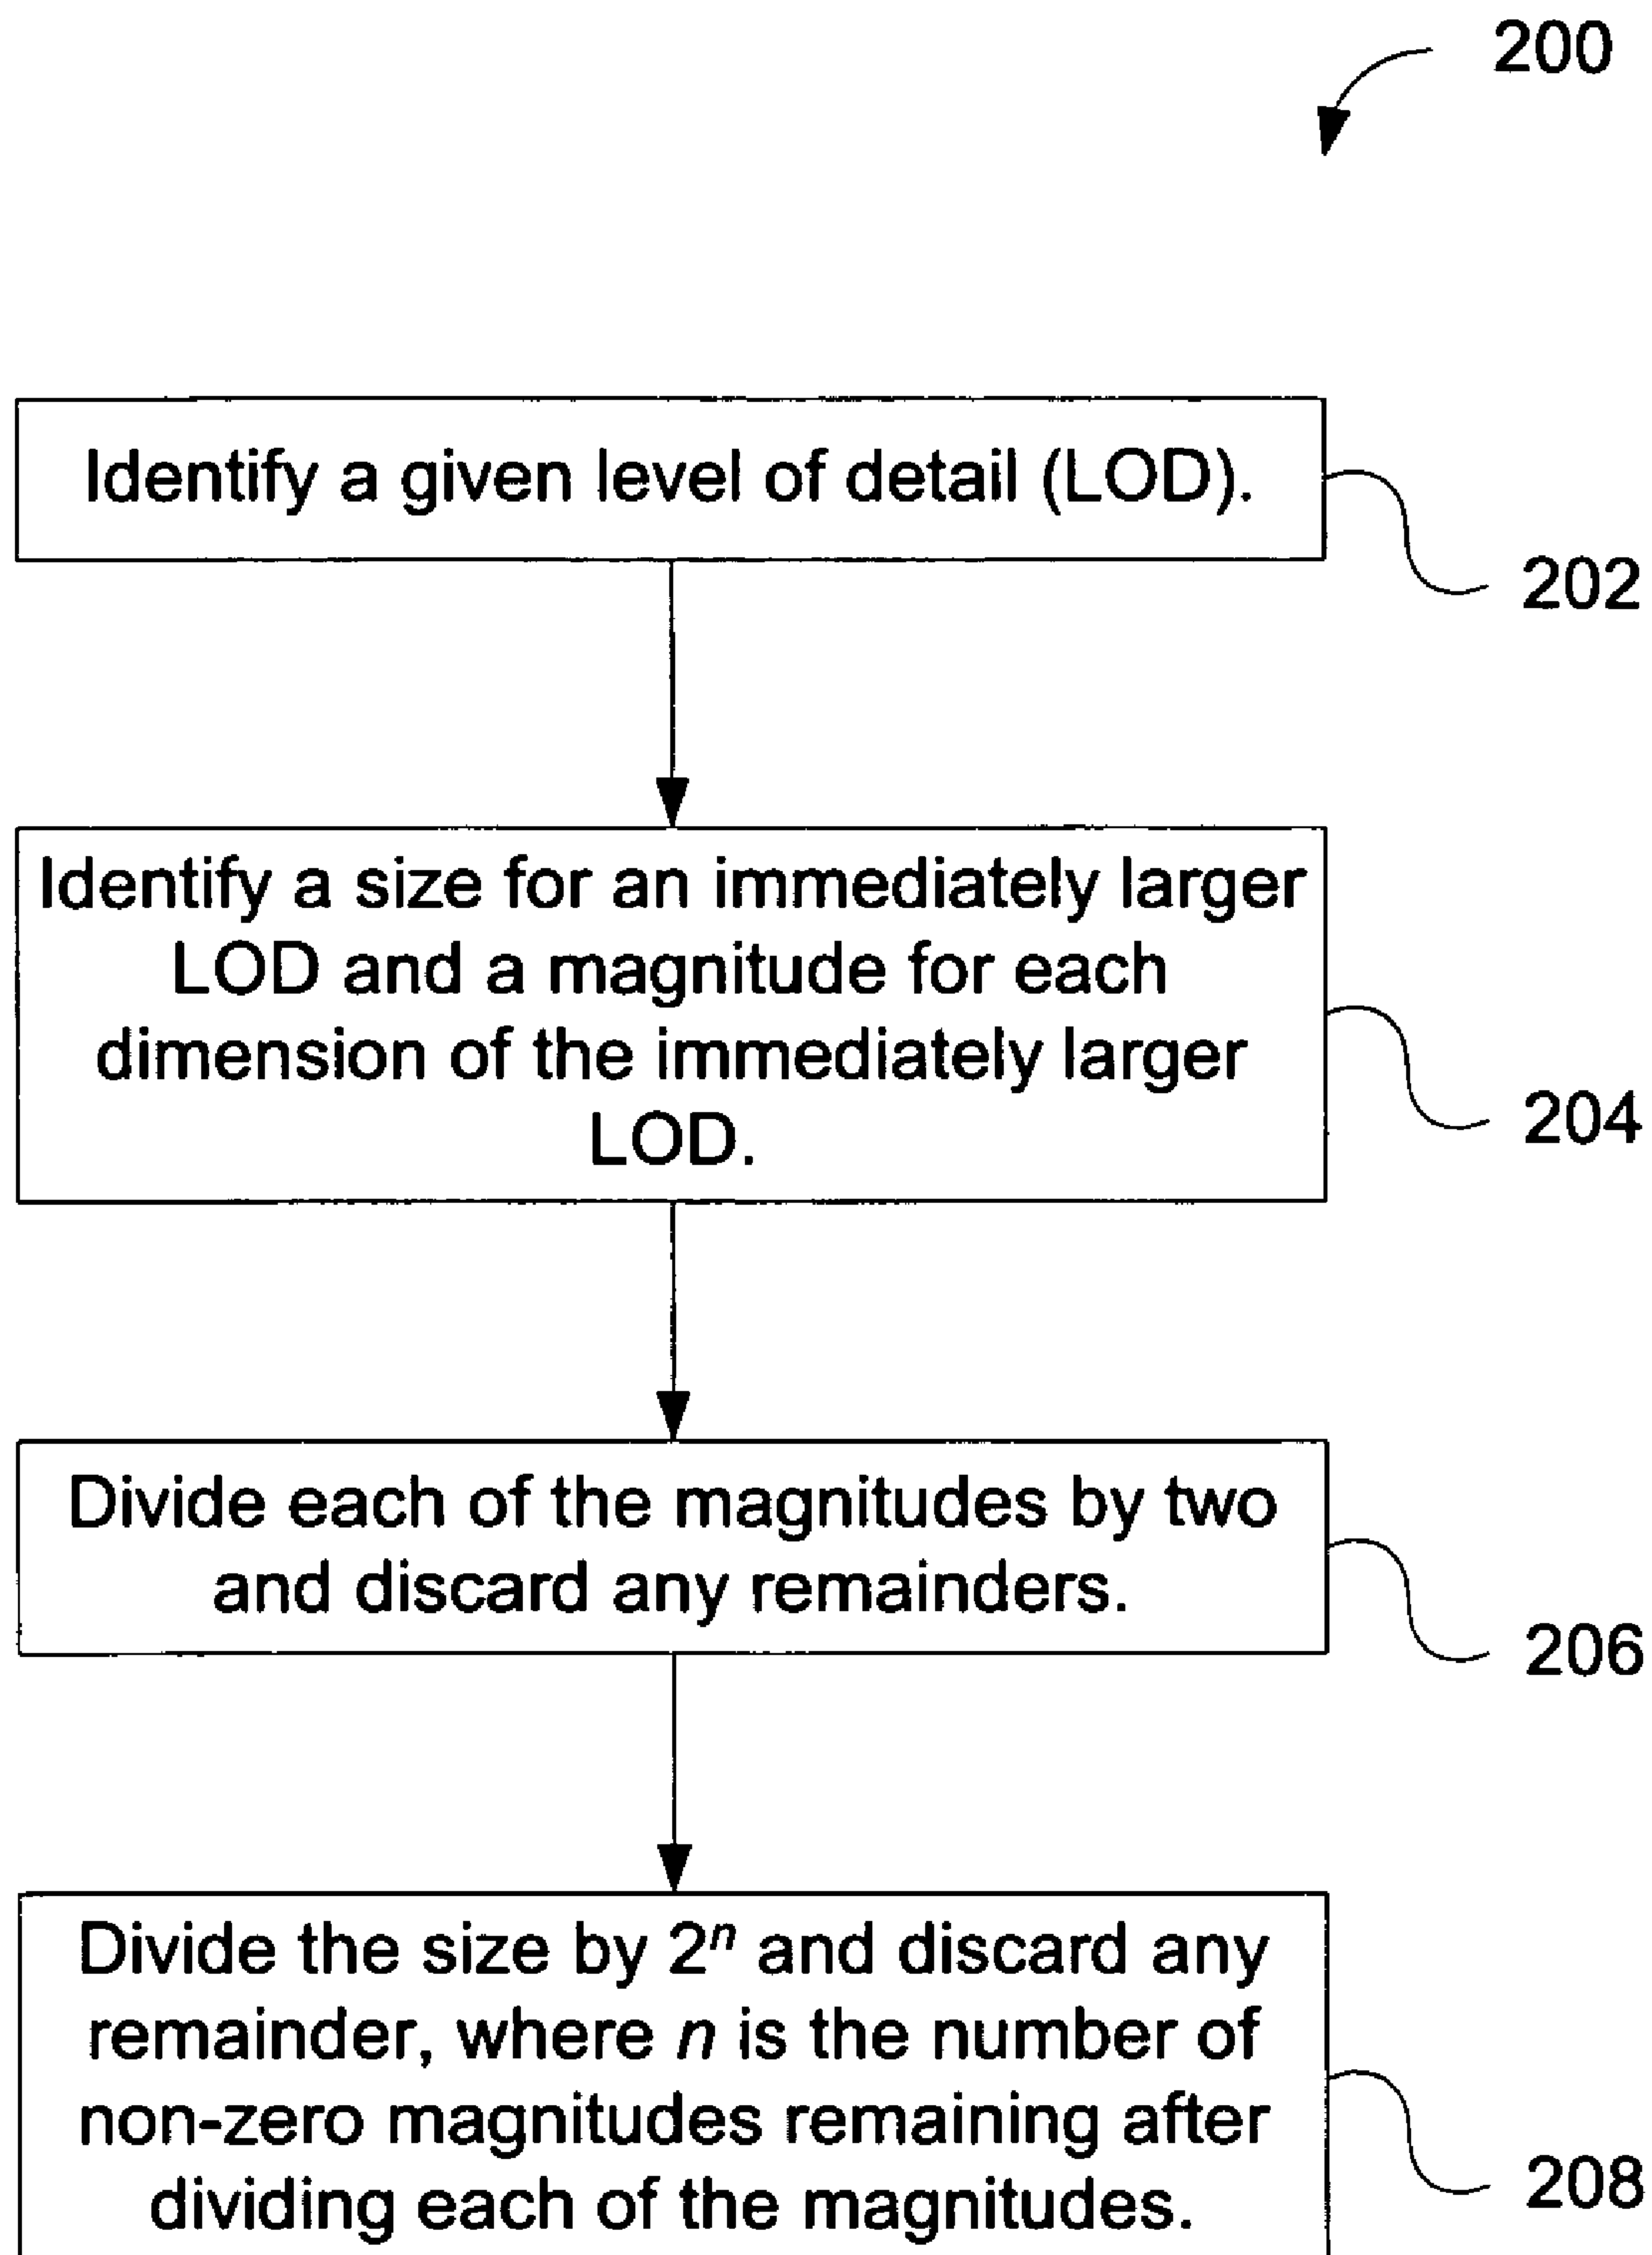 200
Identify a given level of detail (LOD).
202
Identify a size for an immediately larger
LOD and a magnitude for each
dimension of the immediately larger
LOD.
204
Divide each of the magnitudes by two
and discard any remainders.
206
Divide the size by 2ⁿ and discard any
remainder, where n is the number of
non-zero magnitudes remaining after
dividing each of the magnitudes.
208